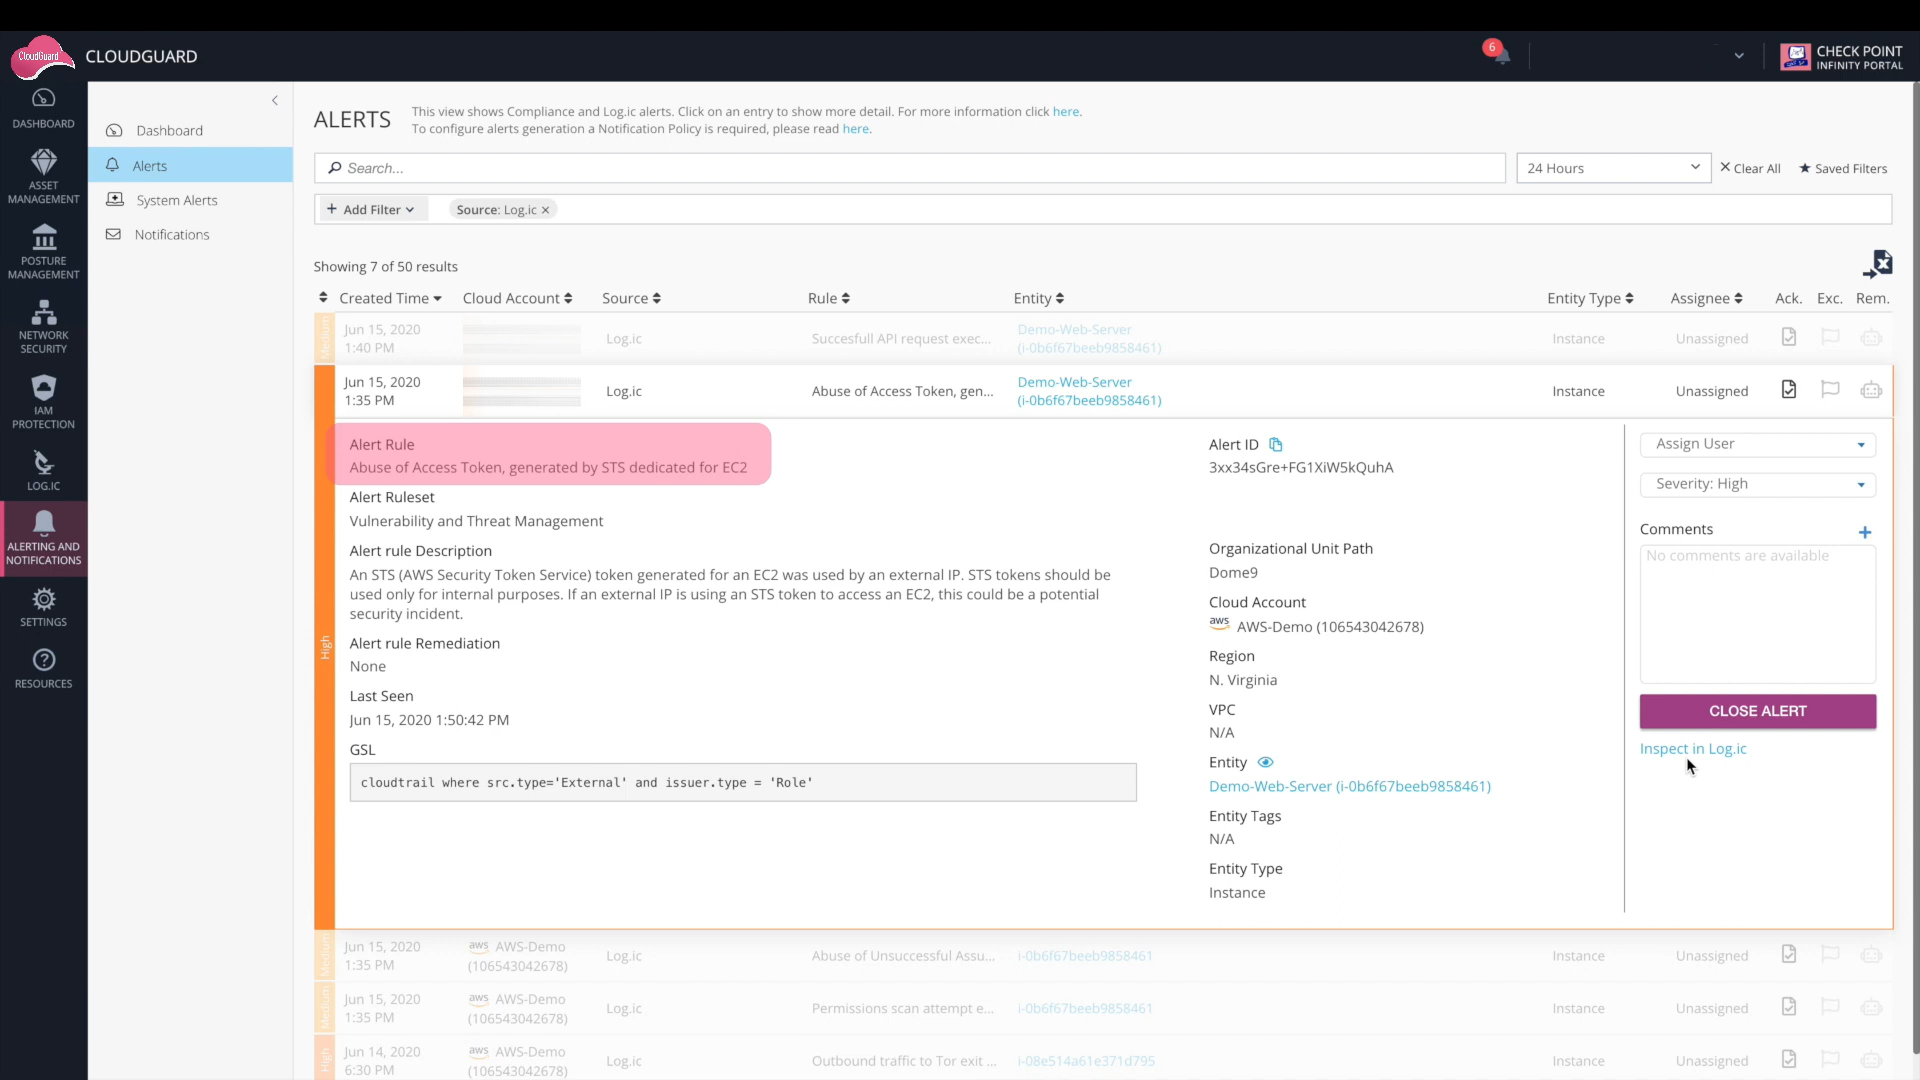 CloudGuard
CLOUDGUARD
6
CHECK POINT
INFINITY PORTAL
DASHBOARD
ASSET
MANAGEMENT
POSTURE
MANAGEMENT
NETWORK
SECURITY
IAM
PROTECTION
LOG.IC
ALERTING AND
NOTIFICATIONS
SETTINGS
RESOURCES
Dashboard
Alerts
System Alerts
Notifications
ALERTS
This view shows Compliance and Log.ic alerts. Click on an entry to show more detail. For more information click here.
To configure alerts generation a Notification Policy is required, please read here.
Search...
24 Hours
Clear All
Saved Filters
Add Filter
Source: Log.ic
Showing 7 of 50 results
Created Time Cloud Account Source Rule Entity Entity Type Assignee Ack. Exc. Rem.
Medium
Jun 15, 2020
1:40 PM
Log.ic
Succesfull API request exec...
Demo-Web-Server
(i-0b6f67beeb9858461)
Instance
Unassigned
Jun 15, 2020
1:35 PM
Log.ic
Abuse of Access Token, gen...
Demo-Web-Server
(i-0b6f67beeb9858461)
Instance
Unassigned
High
Alert Rule
Abuse of Access Token, generated by STS dedicated for EC2
Alert Ruleset
Vulnerability and Threat Management
Alert rule Description
An STS (AWS Security Token Service) token generated for an EC2 was used by an external IP. STS tokens should be
used only for internal purposes. If an external IP is using an STS token to access an EC2, this could be a potential
security incident.
Alert rule Remediation
None
Last Seen
Jun 15, 2020 1:50:42 PM
GSL
cloudtrail where src.type='External' and issuer.type = 'Role'
Alert ID
3xx34sGre+FG1XiW5kQuhA
Organizational Unit Path
Dome9
Cloud Account
aws AWS-Demo (106543042678)
Region
N. Virginia
VPC
N/A
Entity
Demo-Web-Server (i-0b6f67beeb9858461)
Entity Tags
N/A
Entity Type
Instance
Assign User
Severity: High
Comments
No comments are available
CLOSE ALERT
Inspect in Log.ic
Medium
Jun 15, 2020
1:35 PM
aws AWS-Demo
(106543042678)
Log.ic
Abuse of Unsuccessful Assu...
i-0b6f67beeb9858461
Instance
Unassigned
Medium
Jun 15, 2020
1:35 PM
aws AWS-Demo
(106543042678)
Log.ic
Permissions scan attempt e...
i-0b6f67beeb9858461
Instance
Unassigned
High
Jun 14, 2020
6:30 PM
aws AWS-Demo
(106543042678)
Log.ic
Outbound traffic to Tor exit ...
i-08e514a61e371d795
Instance
Unassigned